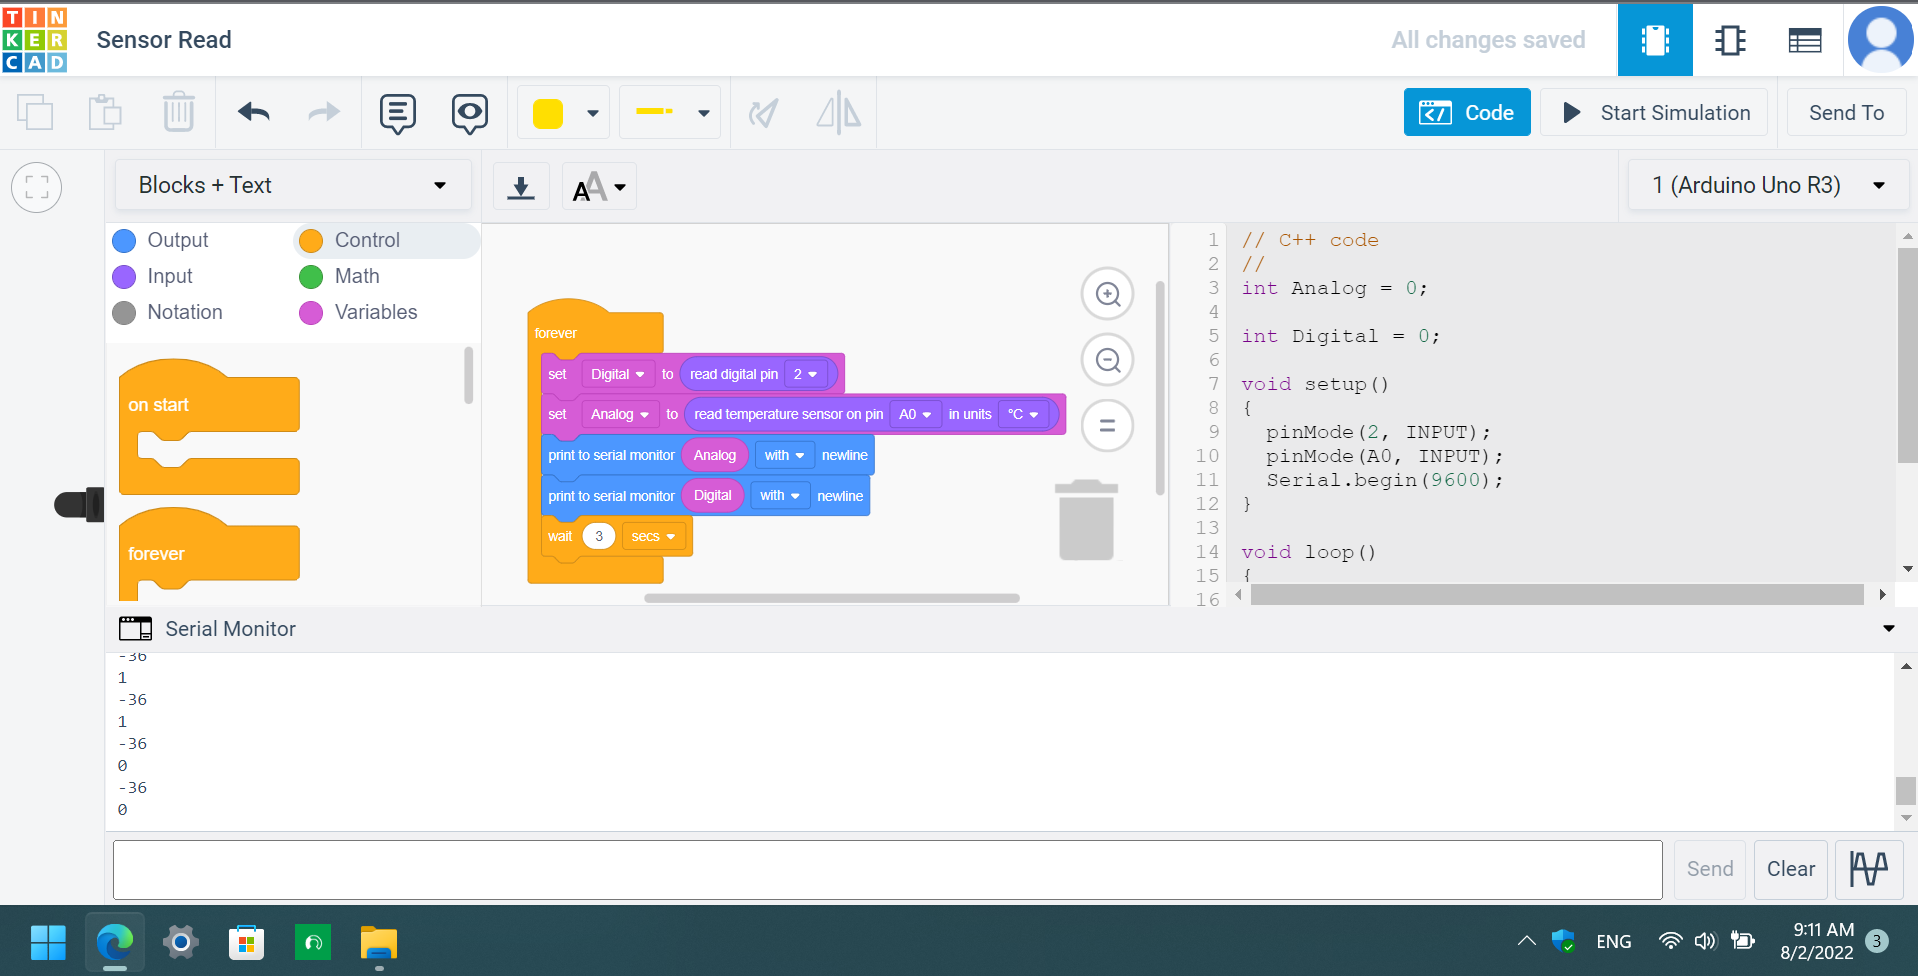 TIN
KER
CAD
Sensor Read
All changes saved
Code
Start Simulation
Send To
Blocks + Text
AA
1 (Arduino Uno R3)
Output
Control
Input
Math
Notation
Variables
on start
forever
forever
set Digital to read digital pin 2
set Analog to read temperature sensor on pin A0 in units °C
print to serial monitor Analog with newline
print to serial monitor Digital with newline
wait 3 secs
1 // C++ code
2 //
3 int Analog = 0;
4
5 int Digital = 0;
6
7 void setup()
8 {
9 pinMode(2, INPUT);
10 pinMode(A0, INPUT);
11 Serial.begin(9600);
12 }
13
14 void loop()
15 {
16
Serial Monitor
-36
1
-36
1
-36
0
-36
0
Send
Clear
ENG
9:11 AM
8/2/2022
3